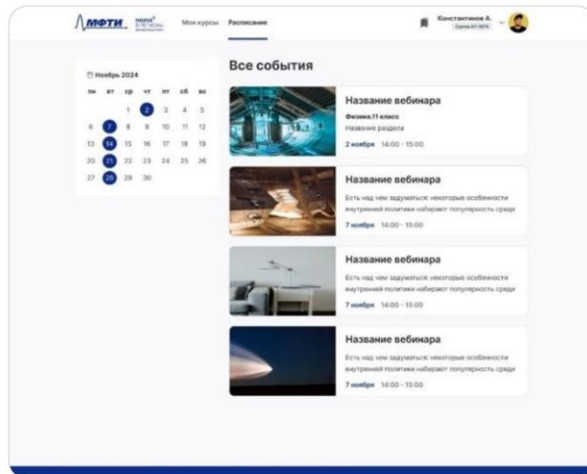 МФТИ
НАУКА
В РЕГИОНЫ
Мои курсы
Расписание
Константинов А.
Ноябрь 2024
пн вт ср чт пт сб вс
1 2 3 4 5
6 7 8 9 10 11 12
13 14 15 16 17 18 19
20 21 22 23 24 25 26
27 28 29 30
Все события
Название вебинара
Физика.11 класс
Название раздела
2 ноября 14:00 - 15:00
Название вебинара
Есть над чем задуматься: некоторые особенности
внутренней политики набирают популярность среди
7 ноября 14:00 - 15:00
Название вебинара
Есть над чем задуматься: некоторые особенности
внутренней политики набирают популярность среди
7 ноября 14:00 - 15:00
Название вебинара
Есть над чем задуматься: некоторые особенности
внутренней политики набирают популярность среди
7 ноября 14:00 - 15:00